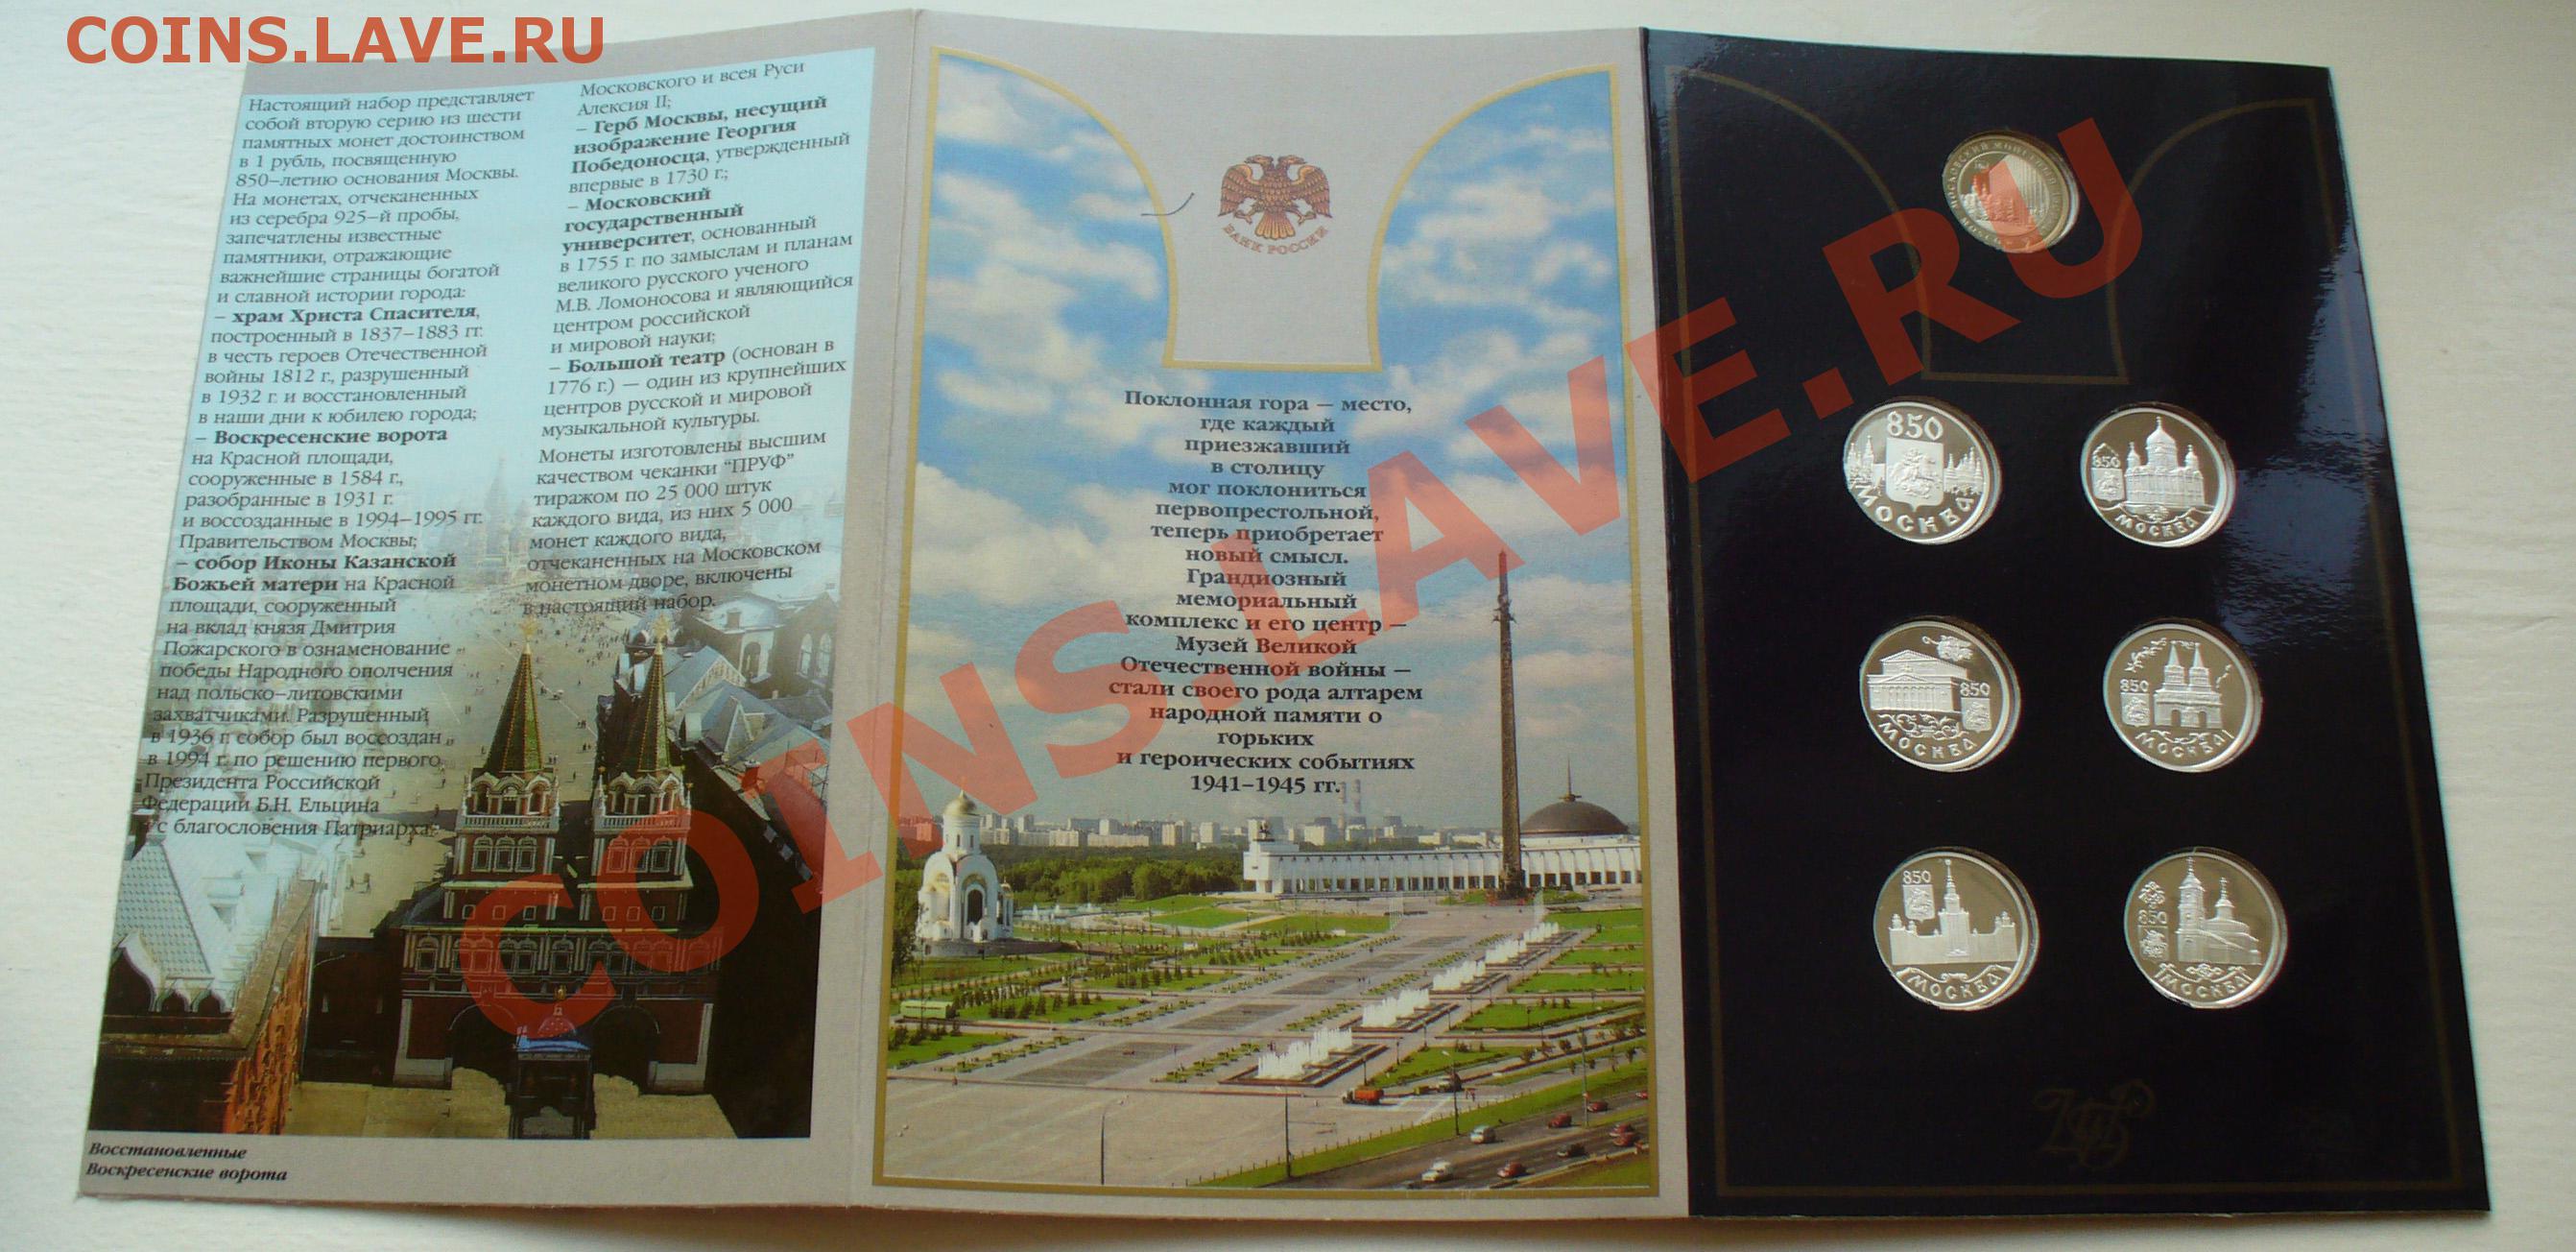 COINS.LAVE.RU
Настоящий набор представляет
собой вторую серию из шести
памятных монет достоинством
в 1 рубль, посвященную
850–летию основания Москвы.
На монетах, отчеканенных
из серебра 925–й пробы,
запечатлены известные
памятники, отражающие
важнейшие страницы богатой
и славной истории города:
– храм Христа Спасителя,
построенный в 1837–1883 гг.
в честь героев Отечественной
войны 1812 г., разрушенный
в 1932 г. и восстановленный
в наши дни к юбилею города;
– Воскресенские ворота
на Красной площади,
сооруженные в 1584 г.,
разобранные в 1931 г.
и воссозданные в 1994–1995 гг.
Правительством Москвы;
– собор Иконы Казанской
Божьей матери на Красной
площади, сооруженный
на вклад князя Дмитрия
Пожарского в ознаменование
победы Народного ополчения
над польско–литовскими
захватчиками. Разрушенный
в 1936 г. собор был воссоздан
в 1994 г. по решению первого
Президента Российской
Федерации Б.Н. Ельцина
с благословения Патриарха
Московского и всея Руси
Алексия II;
– Герб Москвы, несущий
изображение Георгия
Победоносца, утвержденный
впервые в 1730 г.;
– Московский
государственный
университет, основанный
в 1755 г. по замыслам и планам
великого русского ученого
М.В. Ломоносова и являющийся
центром российской
и мировой науки;
– Большой театр (основан в
1776 г.) — один из крупнейших
центров русской и мировой
музыкальной культуры.
Монеты изготовлены высшим
качеством чеканки "ПРУФ"
тиражом по 25 000 штук
каждого вида, из них 5 000
монет каждого вида,
отчеканенных на Московском
монетном дворе, включены
в настоящий набор.
Восстановленные
Воскресенские ворота
БАНК РОССИИ
Поклонная гора — место,
где каждый
приезжавший
в столицу
мог поклониться
первопрестольной,
теперь приобретает
новый смысл.
Грандиозный
мемориальный
комплекс и его центр —
Музей Великой
Отечественной войны —
стали своего рода алтарем
народной памяти о
горьких
и героических событиях
1941–1945 гг.
МОСКОВСКИЙ МОНЕТНЫЙ ДВОР
MOSCOW
850
МОСКВА
850
МОСКВА
850
МОСКВА
850
МОСКВА
850
МОСКВА
850
МОСКВА
COINS.LAVE.RU